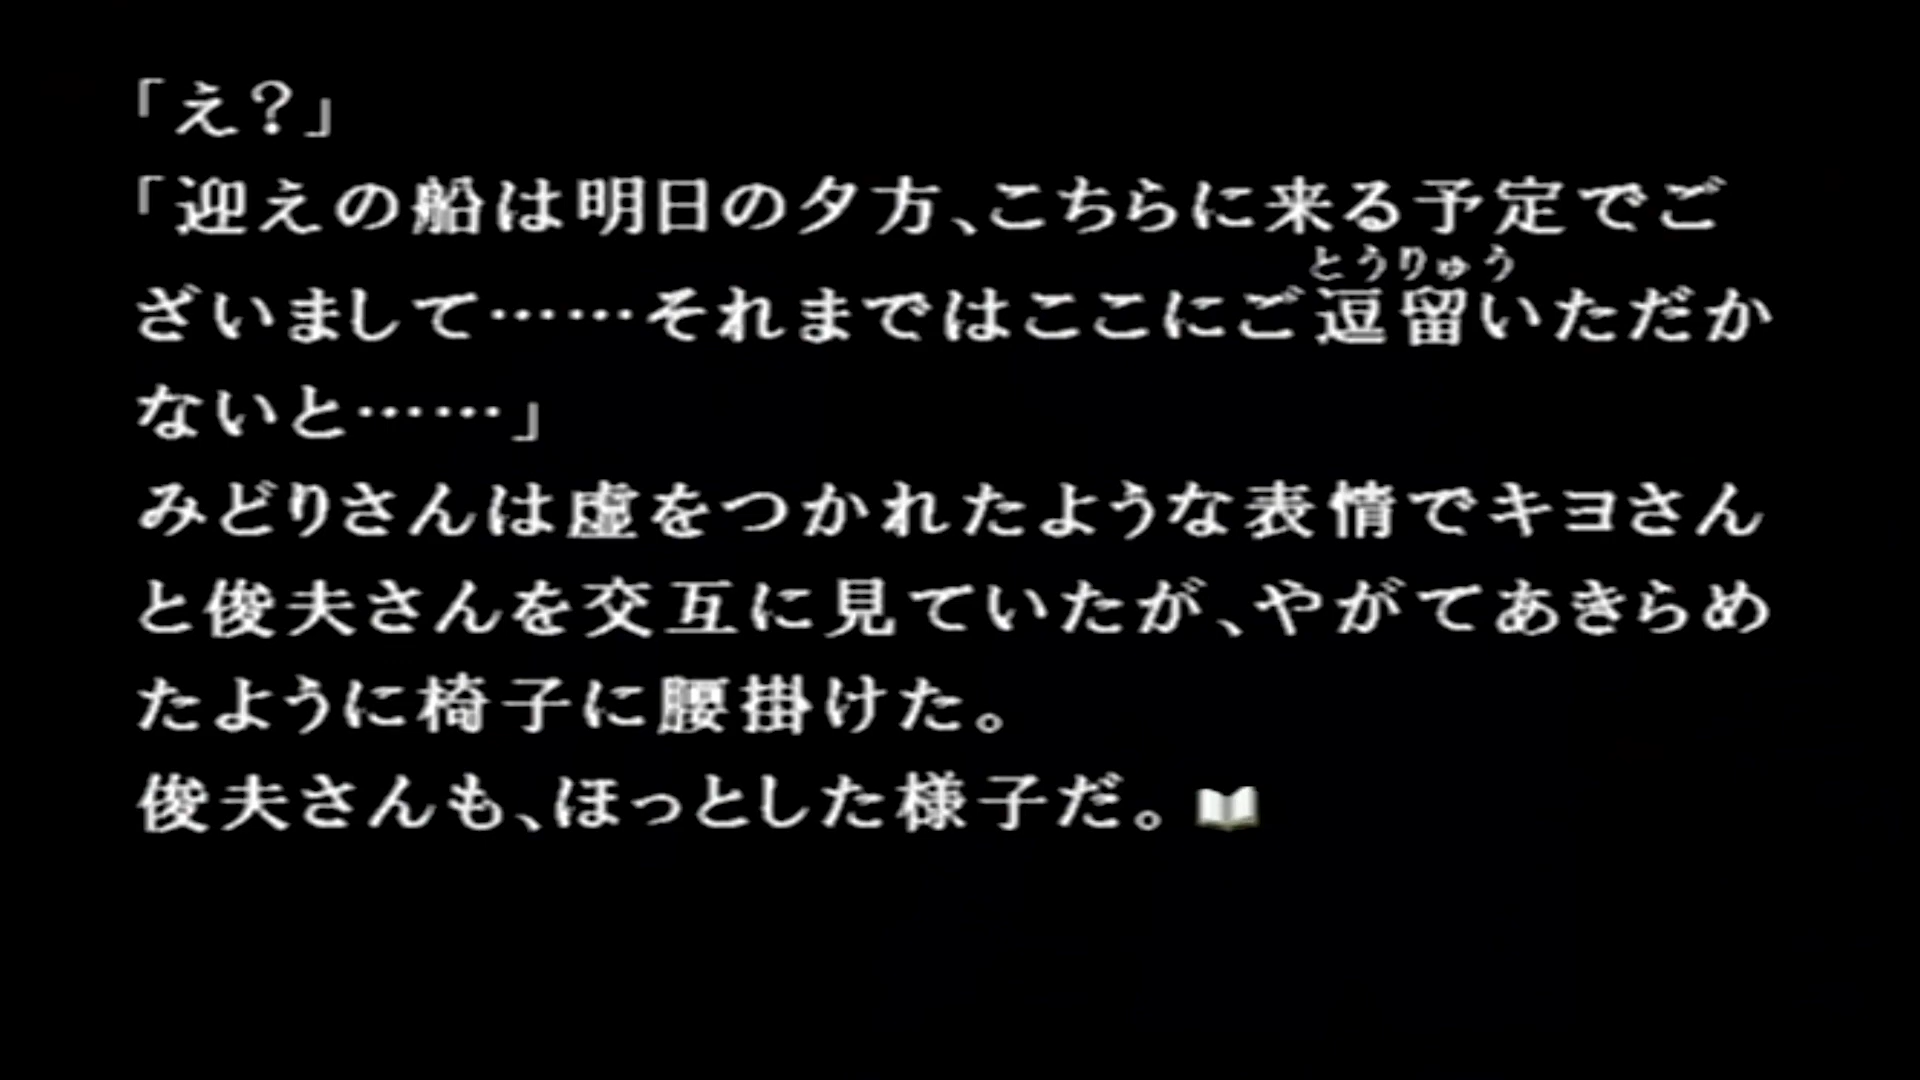 「え？」
「迎えの船は明日の夕方、こちらに来る予定でご
とうりゅう
ざいまして……それまではここにご逗留いただか
ないと……」
みどりさんは虚をつかれたような表情でキヨさん
と俊夫さんを交互に見ていたが、やがてあきらめ
たように椅子に腰掛けた。
俊夫さんも、ほっとした様子だ。